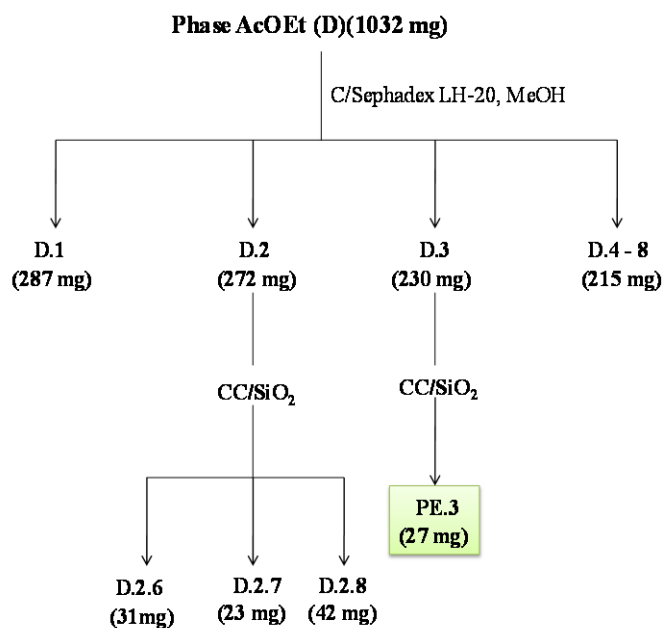 Phase AcOEt (D)(1032 mg)
C/Sephadex LH-20, MeOH
D.1
(287 mg)
D.2
(272 mg)
D.3
(230 mg)
D.4 - 8
(215 mg)
CC/SiO₂
CC/SiO₂
PE.3
(27 mg)
D.2.6
(31mg)
D.2.7
(23 mg)
D.2.8
(42 mg)